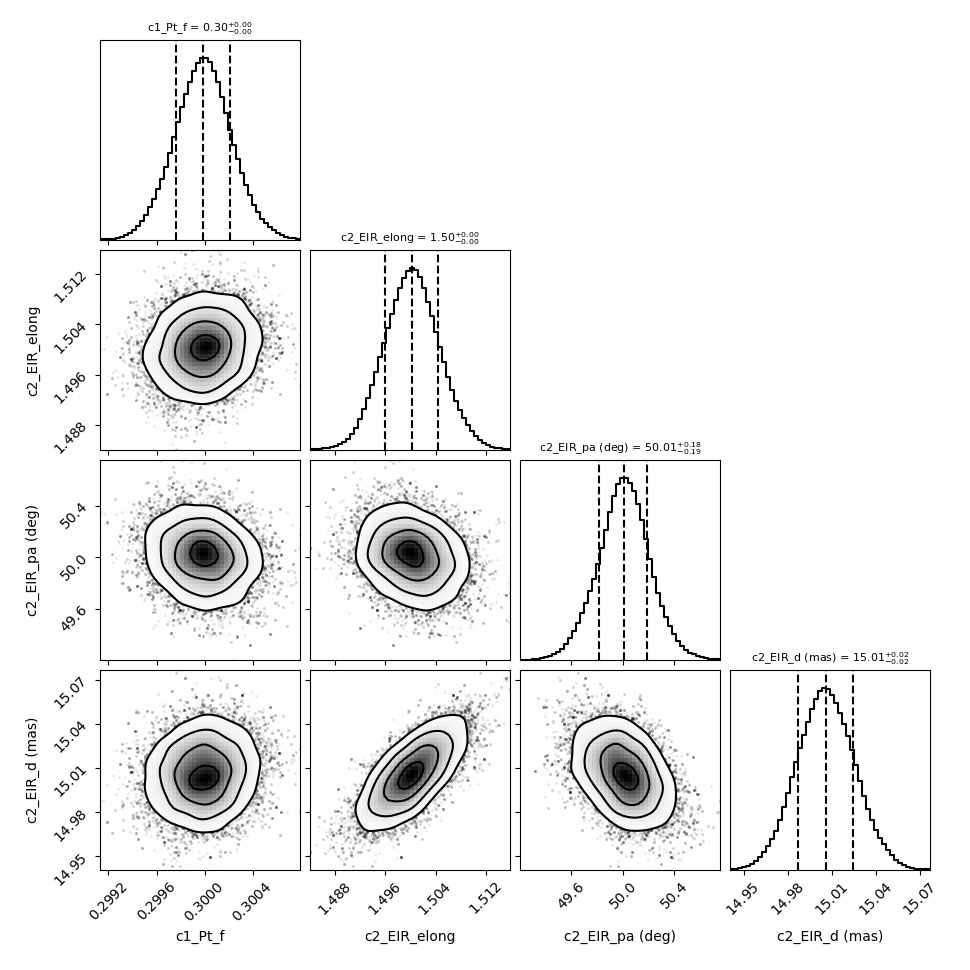 c1_Pt_f = 0.30+0.00−0.00
c2_EIR_elong = 1.50+0.00−0.00
c2_EIR_elong
1.512
1.504
1.496
1.488
c2_EIR_pa (deg) = 50.01+0.18−0.19
c2_EIR_pa (deg)
50.4
50.0
49.6
c2_EIR_d (mas) = 15.01+0.02−0.02
c2_EIR_d (mas)
15.07
15.04
15.01
14.98
14.95
0.2992 0.2996 0.3000 0.3004 1.488 1.496 1.504 1.512 49.6 50.0 50.4 14.95 14.98 15.01 15.04 15.07
c1_Pt_f c2_EIR_elong c2_EIR_pa (deg) c2_EIR_d (mas)